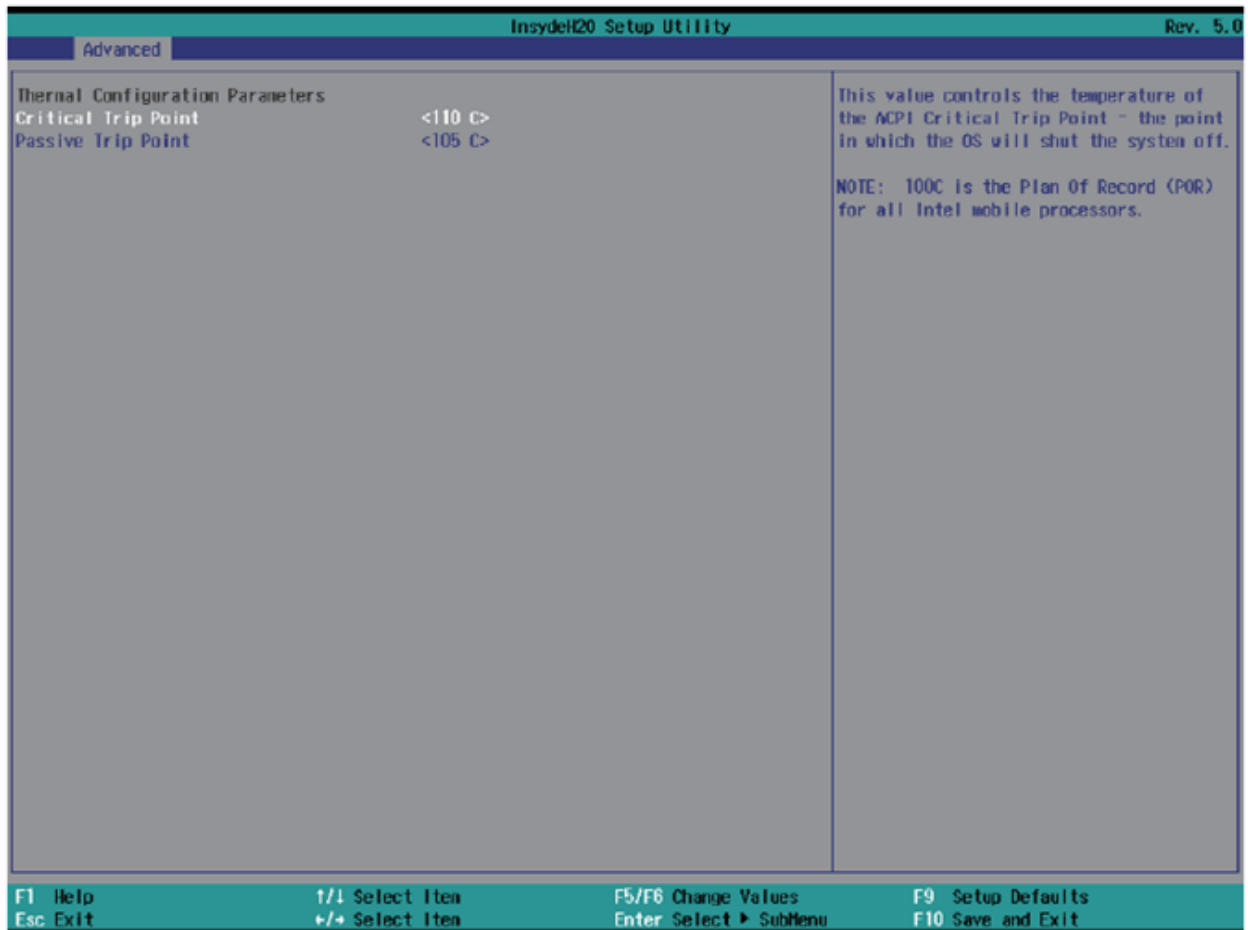 InsydeH20 Setup Utility Rev. 5.0
Advanced
Thermal Configuration Parameters
Critical Trip Point <110 C>
Passive Trip Point <105 C>
This value controls the temperature of
the ACPI Critical Trip Point - the point
in which the OS will shut the system off.
NOTE: 100C is the Plan Of Record (POR)
for all Intel mobile processors.
F1 Help ↑/↓ Select Item F5/F6 Change Values F9 Setup Defaults
Esc Exit ←/→ Select Item Enter Select ▶ SubMenu F10 Save and Exit